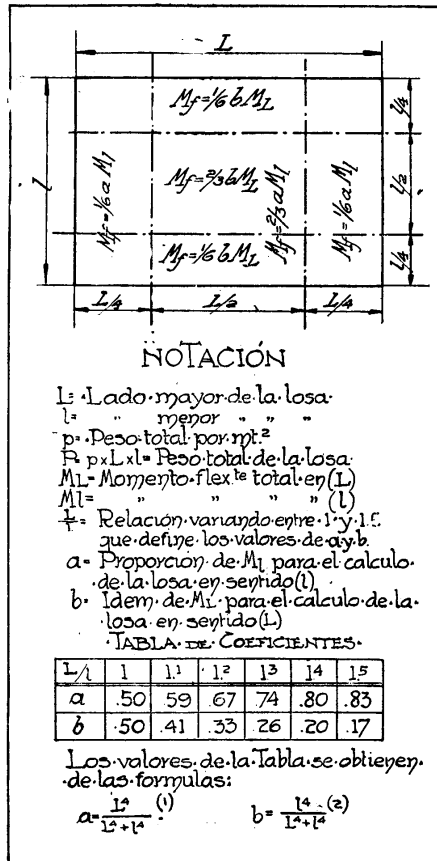 L
l
Mf=1/6 b ML
Mf=2/3 b ML
Mf=1/6 b ML
Mf=1/6 a Ml
Mf=2/3 a Ml
Mf=1/6 a Ml
l/4
l/2
l/4
L/4 L/2 L/4
NOTACIÓN
L= Lado mayor de la losa
l= " menor " " "
p= Peso total por mt.²
P= p x L x l = Peso total de la losa
ML= Momento flex.te total en (L)
Ml= " " " " (l)
L/l= Relación variando entre 1 y 1.5
que define los valores de a y b.
a= Proporción de Ml para el calculo
de la losa en sentido (l)
b= Idem de ML para el calculo de la
losa en sentido (L)
TABLA DE COEFICIENTES
L/l 1 1.1 1.2 1.3 1.4 1.5
a .50 .59 .67 .74 .80 .83
b .50 .41 .33 .26 .20 .17
Los valores de la Tabla se obtienen
de las formulas:
a= L⁴/L⁴+l⁴ (1) b= l⁴/L⁴+l⁴ (2)